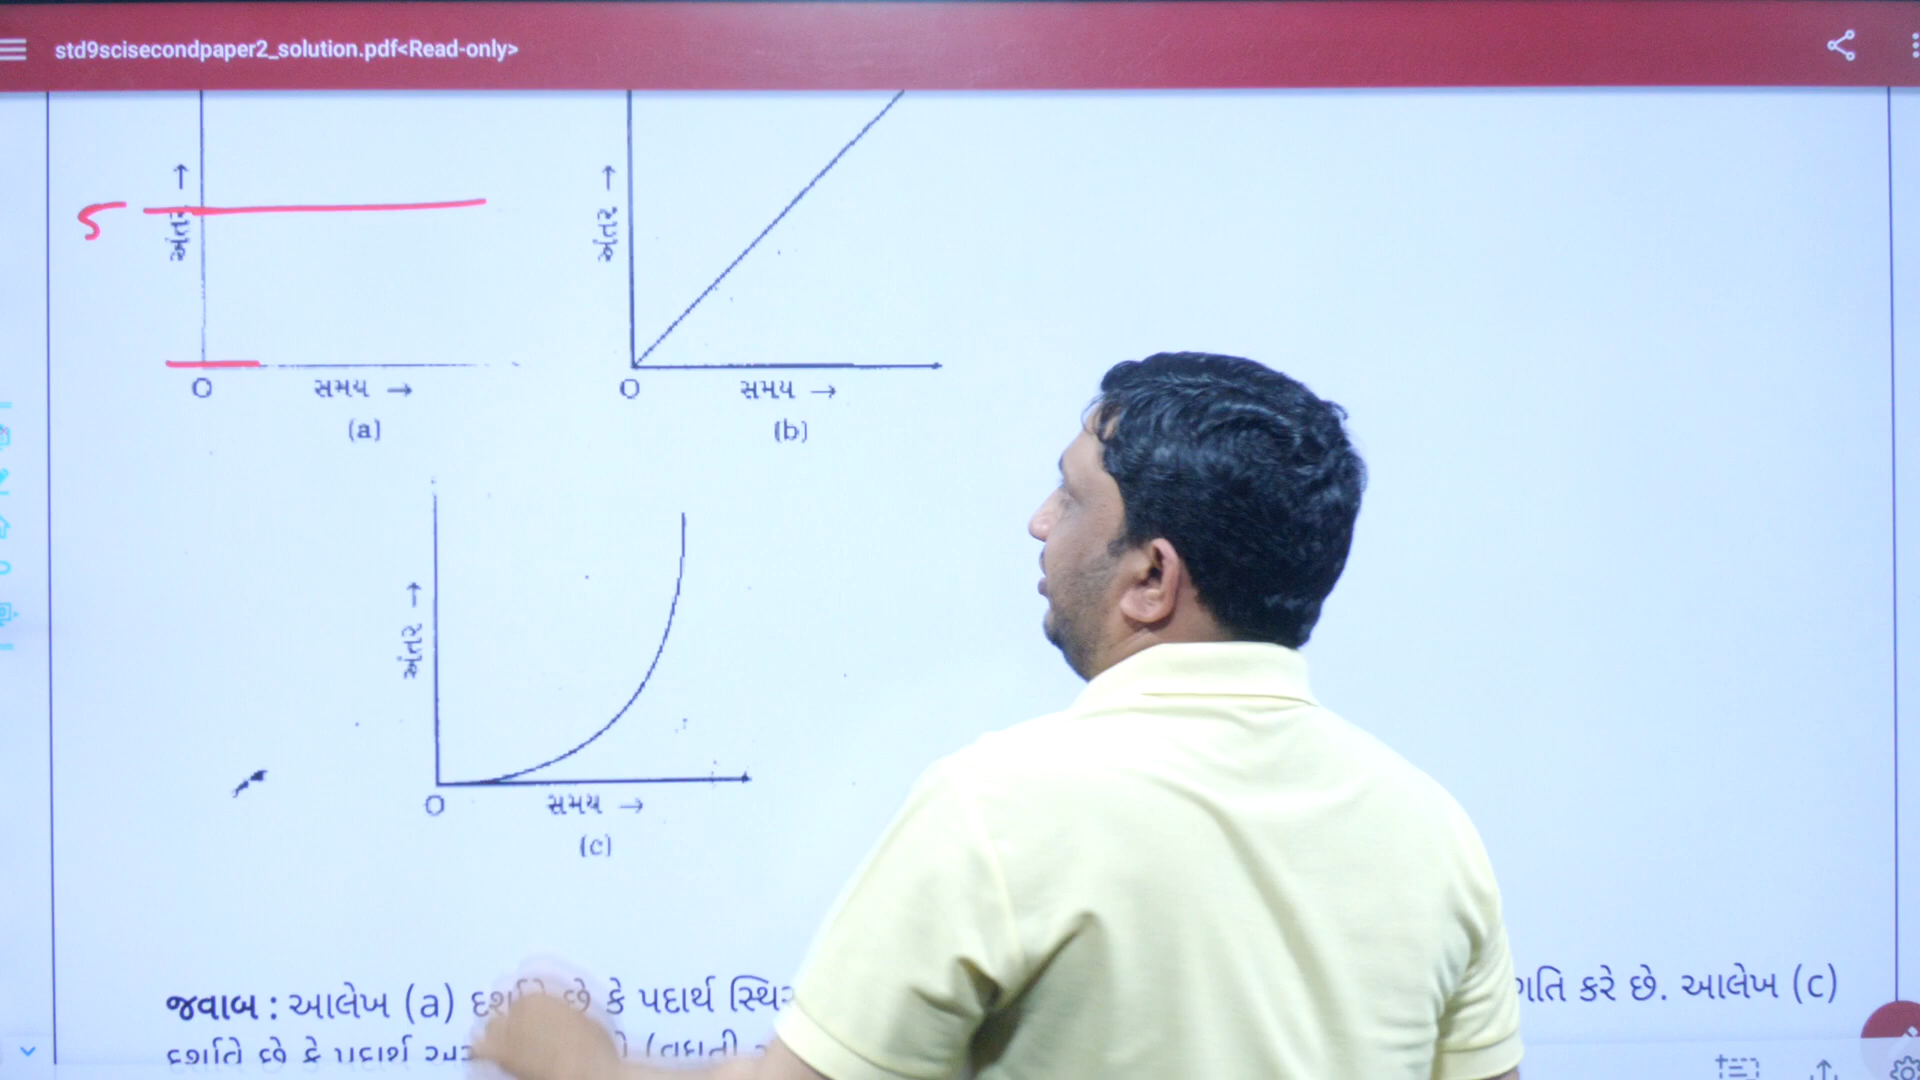 std9scisecondpaper2_solution.pdf<Read-only>
5
અંતર →
અંતર →
O
સમય →
O
સમય →
(a)
(b)
અંતર →
O
સમય →
(c)
જવાબ : આલેખ (a) દર્શાવે છે કે પદાર્થ ગતિ કરે છે. આલેખ (c)
દર્શાવે છે કે પદાર્થ